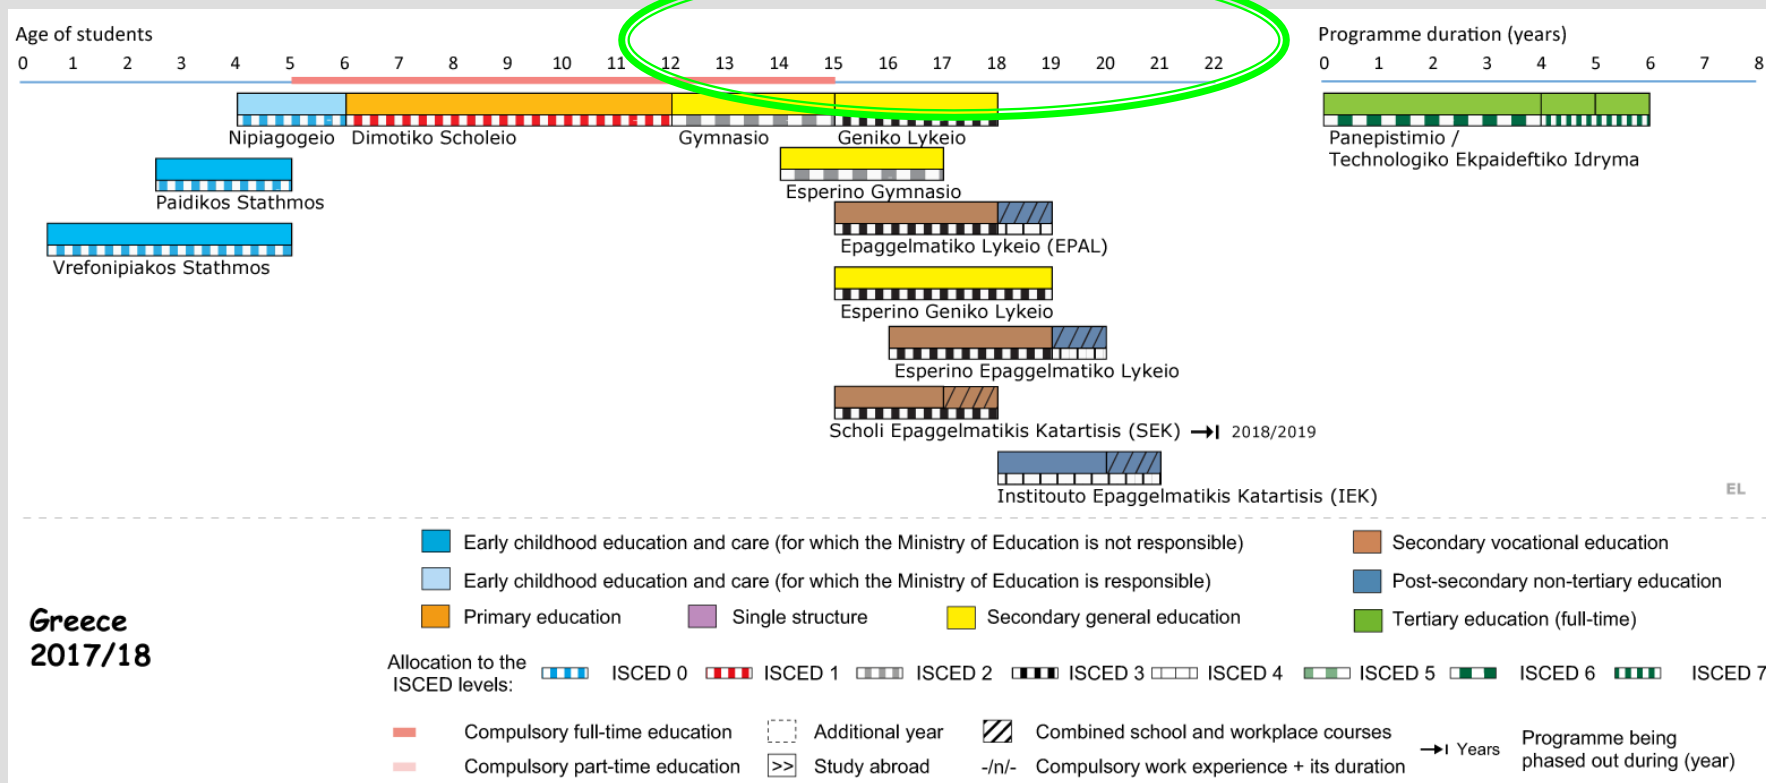 Age of students
Programme duration (years)
0 1 2 3 4 5 6 7 8 9 10 11 12 13 14 15 16 17 18 19 20 21 22
0 1 2 3 4 5 6 7 8
Nipiagogeio Dimotiko Scholeio Gymnasio Geniko Lykeio
Panepistimio /
Technologiko Ekpaideftiko Idryma
Paidikos Stathmos
Esperino Gymnasio
Vrefonipiakos Stathmos
Epaggelmatiko Lykeio (EPAL)
Esperino Geniko Lykeio
Esperino Epaggelmatiko Lykeio
Scholi Epaggelmatikis Katartisis (SEK) 2018/2019
Institouto Epaggelmatikis Katartisis (IEK)
EL
Greece
2017/18
Early childhood education and care (for which the Ministry of Education is not responsible)
Secondary vocational education
Early childhood education and care (for which the Ministry of Education is responsible)
Post-secondary non-tertiary education
Primary education
Single structure
Secondary general education
Tertiary education (full-time)
Allocation to the
ISCED levels:
ISCED 0 ISCED 1 ISCED 2 ISCED 3 ISCED 4 ISCED 5 ISCED 6 ISCED 7
Compulsory full-time education
Additional year
Combined school and workplace courses
Years
Programme being
phased out during (year)
Compulsory part-time education
>> Study abroad
-/n/- Compulsory work experience + its duration